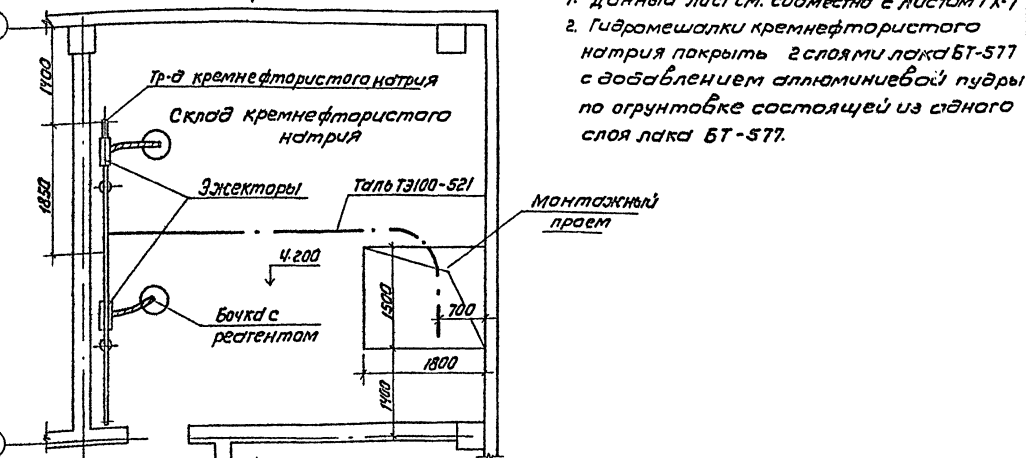 1. Данный лист см. совместно с листом ТХ-1
2. Гидромешалки кремнефтористого
натрия покрыть 2 слоями лака БТ-577
с добавлением аллюминиевой пудры
по огрунтовке состоящей из одного
слоя лака БТ-577.
1400
Тр-д кремнефтористого натрия
Склад кремнефтористого
натрия
1850
Эжекторы
Таль ТЭ100-521
Монтажный
проем
4.200
1500
700
Бочка с
реагентом
1800
1400